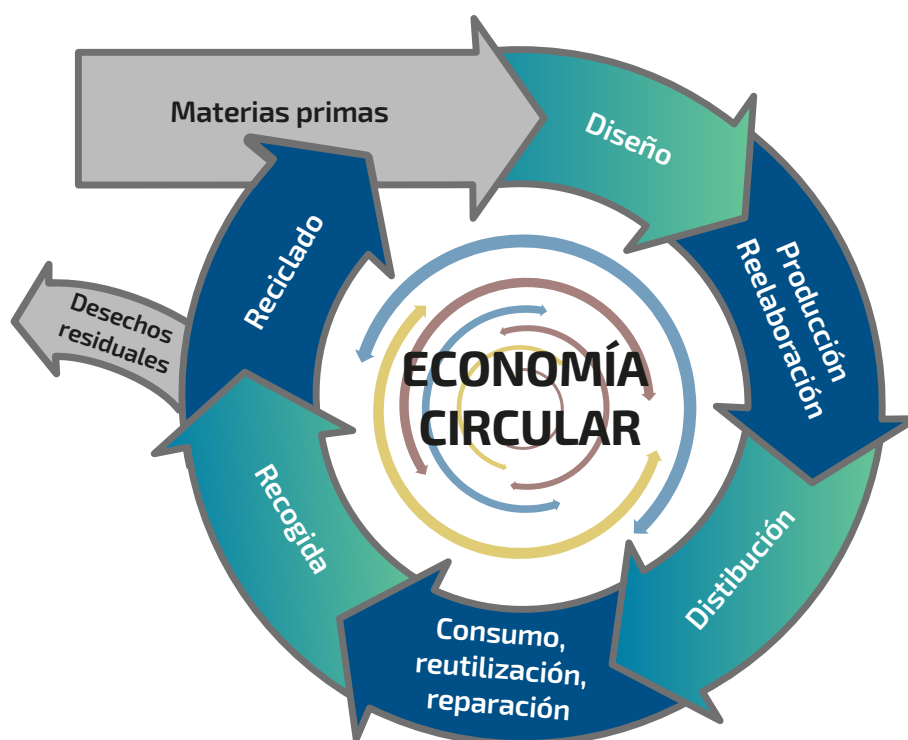 Materias primas
Diseño
Producción
Reelaboración
Distibución
Consumo,
reutilización,
reparación
Recogida
Reciclado
Desechos
residuales
ECONOMÍA
CIRCULAR